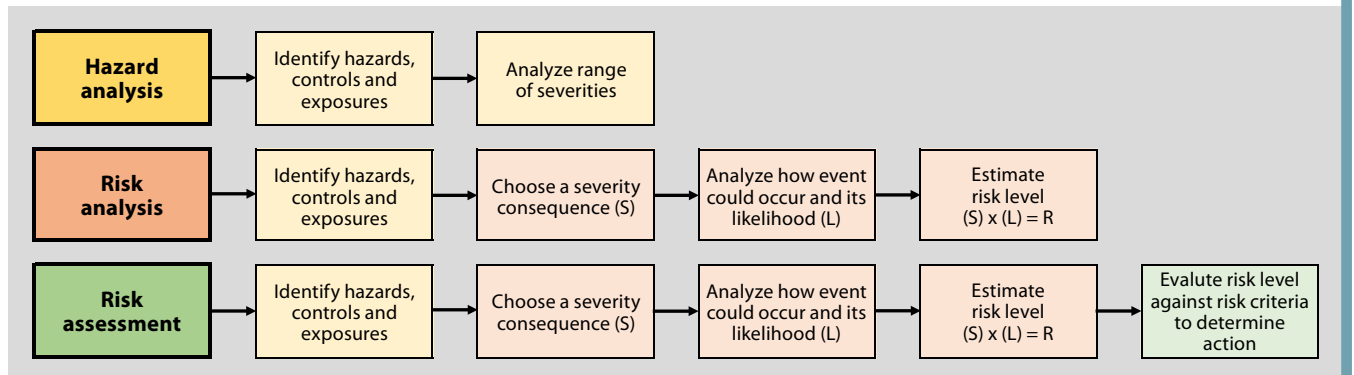 Hazard
analysis
Identify hazards,
controls and
exposures
Analyze range
of severities
Risk
analysis
Identify hazards,
controls and
exposures
Choose a severity
consequence (S)
Analyze how event
could occur and its
likelihood (L)
Estimate
risk level
(S) x (L) = R
Risk
assessment
Identify hazards,
controls and
exposures
Choose a severity
consequence (S)
Analyze how event
could occur and its
likelihood (L)
Estimate
risk level
(S) x (L) = R
Evalute risk level
against risk criteria
to determine
action